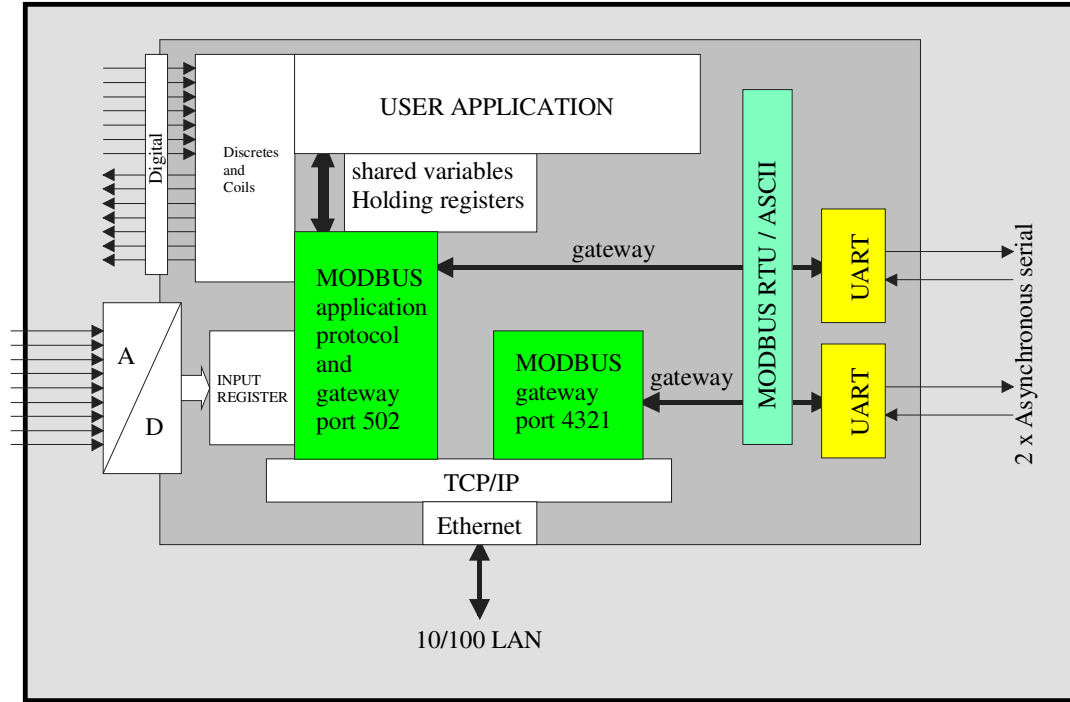 USER APPLICATION
Digital
Discretes
and
Coils
shared variables
Holding registers
MODBUS
application
protocol
and
gateway
port 502
gateway
MODBUS RTU / ASCII
UART
2 x Asynchronous serial
A
D
INPUT
REGISTER
MODBUS
gateway
port 4321
gateway
UART
TCP/IP
Ethernet
10/100 LAN